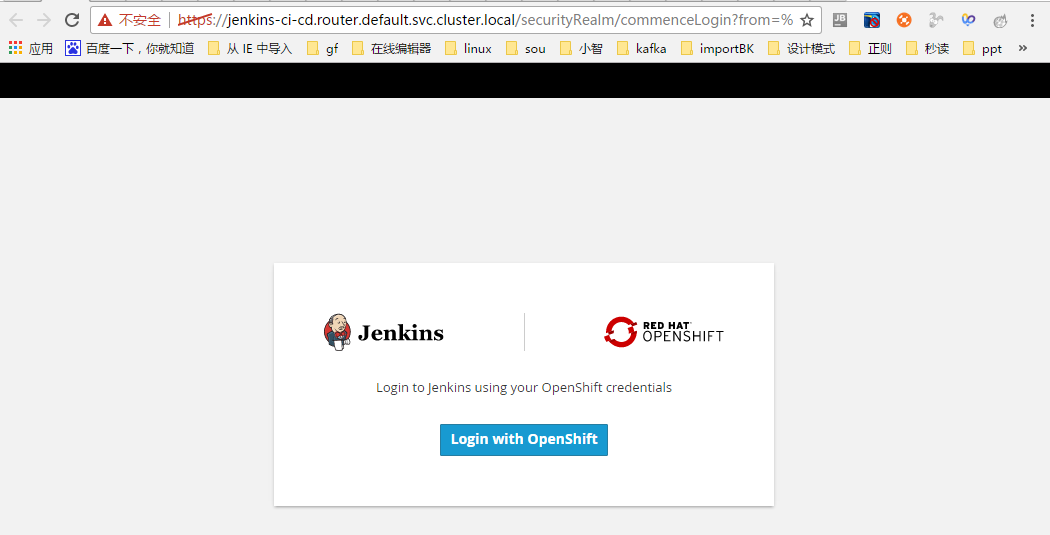 不安全 https://jenkins-ci-cd.router.default.svc.cluster.local/securityRealm/commenceLogin?from=% JB
应用 百度一下，你就知道 从 IE 中导入 gf 在线编辑器 linux sou 小智 kafka importBK 设计模式 正则 秒读 ppt »
Jenkins RED HAT OPENSHIFT
Login to Jenkins using your OpenShift credentials
Login with OpenShift